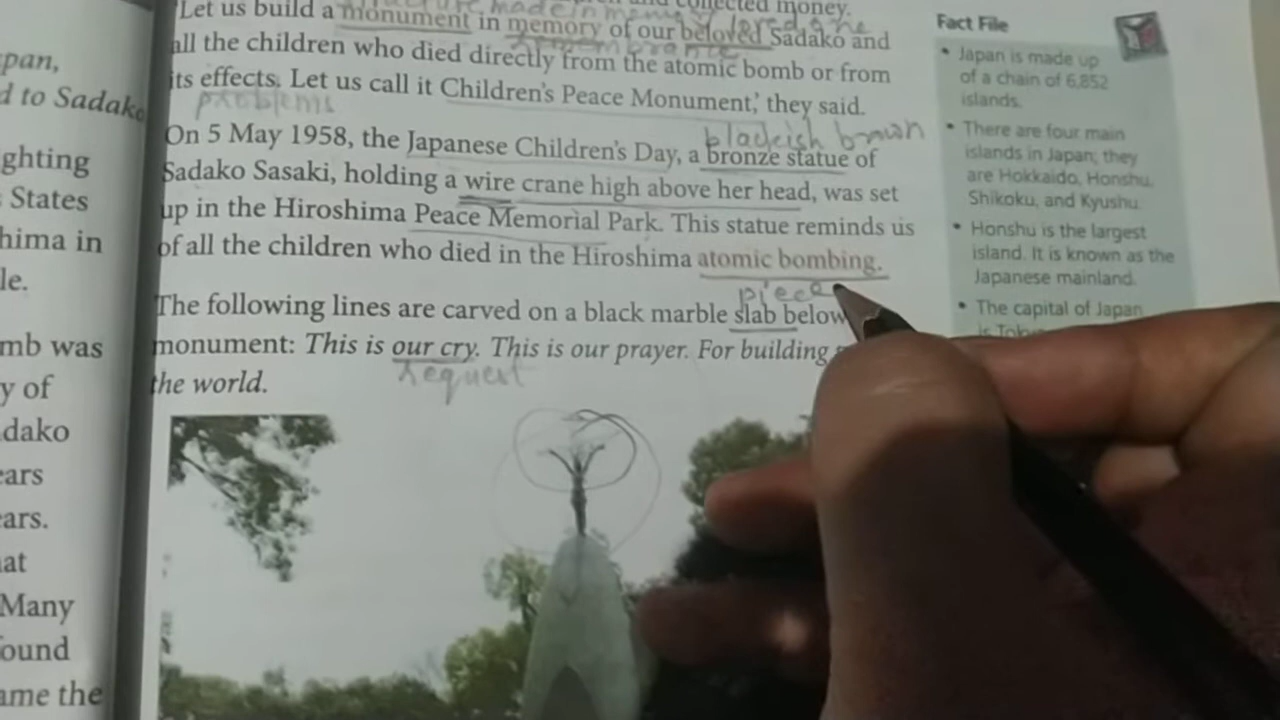 collected money.
'Let us build a monument in memory of our beloved Sadako and
all the children who died directly from the atomic bomb or from
its effects. Let us call it Children's Peace Monument,' they said.
problems
blackish brown
On 5 May 1958, the Japanese Children's Day, a bronze statue of
Sadako Sasaki, holding a wire crane high above her head, was set
up in the Hiroshima Peace Memorial Park. This statue reminds us
of all the children who died in the Hiroshima atomic bombing.
piece
The following lines are carved on a black marble slab below
monument: This is our cry. This is our prayer. For building
request
the world.
pan,
d to Sadako
ghting
States
hima in
le.
mb was
y of
dako
ears
ars.
at
Many
ound
ame the
Fact File
• Japan is made up
of a chain of 6,852
islands.
• There are four main
islands in Japan; they
are Hokkaido, Honshu,
Shikoku, and Kyushu.
• Honshu is the largest
island. It is known as the
Japanese mainland.
• The capital of Japan
is